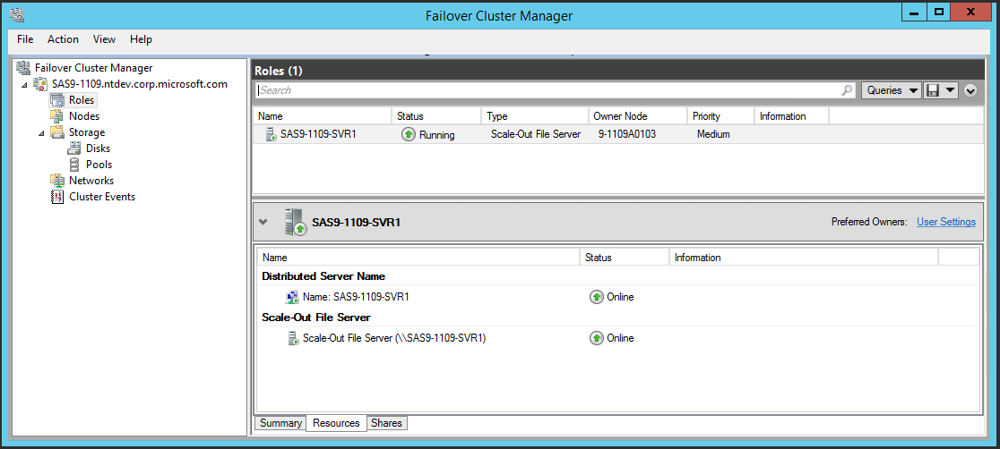 Failover Cluster Manager
File Action View Help
Failover Cluster Manager
SAS9-1109.ntdev.corp.microsoft.com
Roles
Nodes
Storage
Disks
Pools
Networks
Cluster Events
Roles (1)
Search
Queries
Name Status Type Owner Node Priority Information
SAS9-1109-SVR1 Running Scale-Out File Server 9-1109A0103 Medium
SAS9-1109-SVR1 Preferred Owners: User Settings
Name Status Information
Distributed Server Name
Name: SAS9-1109-SVR1 Online
Scale-Out File Server
Scale-Out File Server (\\SAS9-1109-SVR1) Online
Summary Resources Shares